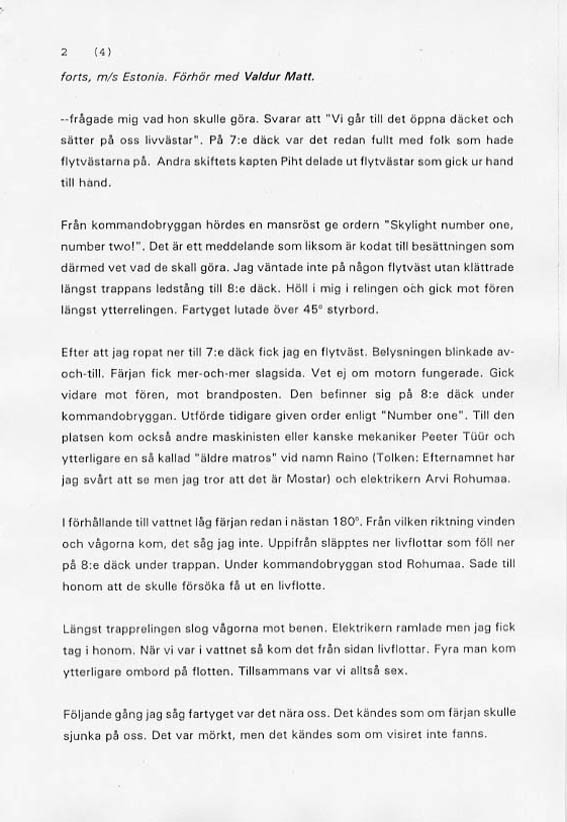 2 (4)
forts, m/s Estonia. Förhör med Valdur Matt.
--frågade mig vad hon skulle göra. Svarar att "Vi går till det öppna däcket och
sätter på oss livvästar". På 7:e däck var det redan fullt med folk som hade
flytvästarna på. Andra skiftets kapten Piht delade ut flytvästar som gick ur hand
till hand.
Från kommandobryggan hördes en mansröst ge ordern "Skylight number one,
number two!". Det är ett meddelande som liksom är kodat till besättningen som
därmed vet vad de skall göra. Jag väntade inte på någon flytväst utan klättrade
längst trappans ledstång till 8:e däck. Höll i mig i relingen och gick mot fören
längst ytterrelingen. Fartyget lutade över 45° styrbord.
Efter att jag ropat ner till 7:e däck fick jag en flytväst. Belysningen blinkade av-
och-till. Färjan fick mer-och-mer slagsida. Vet ej om motorn fungerade. Gick
vidare mot fören, mot brandposten. Den befinner sig på 8:e däck under
kommandobryggan. Utförde tidigare given order enligt "Number one". Till den
platsen kom också andre maskinisten eller kanske mekaniker Peeter Tüür och
ytterligare en så kallad "äldre matros" vid namn Raino (Tolken: Efternamnet har
jag svårt att se men jag tror att det är Mostar) och elektrikern Arvi Rohumaa.
I förhållande till vattnet låg färjan redan i nästan 180°. Från vilken riktning vinden
och vågorna kom, det såg jag inte. Uppifrån släpptes ner livflottar som föll ner
på 8:e däck under trappan. Under kommandobryggan stod Rohumaa. Sade till
honom att de skulle försöka få ut en livflotte.
Längst trapprelingen slog vågorna mot benen. Elektrikern ramlade men jag fick
tag i honom. När vi var i vattnet så kom det från sidan livflottar. Fyra man kom
ytterligare ombord på flotten. Tillsammans var vi alltså sex.
Följande gång jag såg fartyget var det nära oss. Det kändes som om färjan skulle
sjunka på oss. Det var mörkt, men det kändes som om visiret inte fanns.